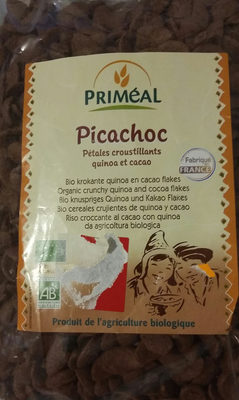 PRIMÉAL
Picachoc
Pétales croustillants
quinoa et cacao
Fabriqué
FRANCE
Bio krokante quinoa en cacao flakes
Organic crunchy quinoa and cocoa flakes
Bio knuspriges Quinoa und Kakao Flakes
Bio cereales crujientes de quinoa y cacao
Riso croccante al cacao con quinoa
da agricoltura biologica
AB
Produit de l'agriculture biologique